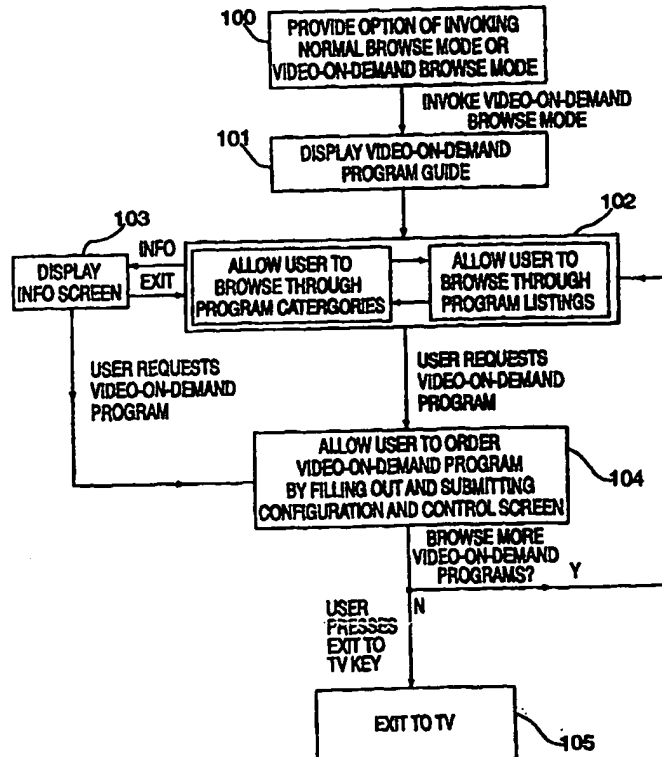 100
PROVIDE OPTION OF INVOKING
NORMAL BROWSE MODE OR
VIDEO-ON-DEMAND BROWSE MODE
INVOKE VIDEO-ON-DEMAND
BROWSE MODE
101
DISPLAY VIDEO-ON-DEMAND
PROGRAM GUIDE
102
103
INFO
DISPLAY
INFO SCREEN
EXIT
ALLOW USER TO
BROWSE THROUGH
PROGRAM CATERGORIES
ALLOW USER TO
BROWSE THROUGH
PROGRAM LISTINGS
USER REQUESTS
VIDEO-ON-DEMAND
PROGRAM
USER REQUESTS
VIDEO-ON-DEMAND
PROGRAM
ALLOW USER TO ORDER
VIDEO-ON-DEMAND PROGRAM
BY FILLING OUT AND SUBMITTING
CONFIGURATION AND CONTROL SCREEN
104
BROWSE MORE
VIDEO-ON-DEMAND
PROGRAMS?
Y
N
USER
PRESSES
EXIT TO
TV KEY
EXIT TO TV
105